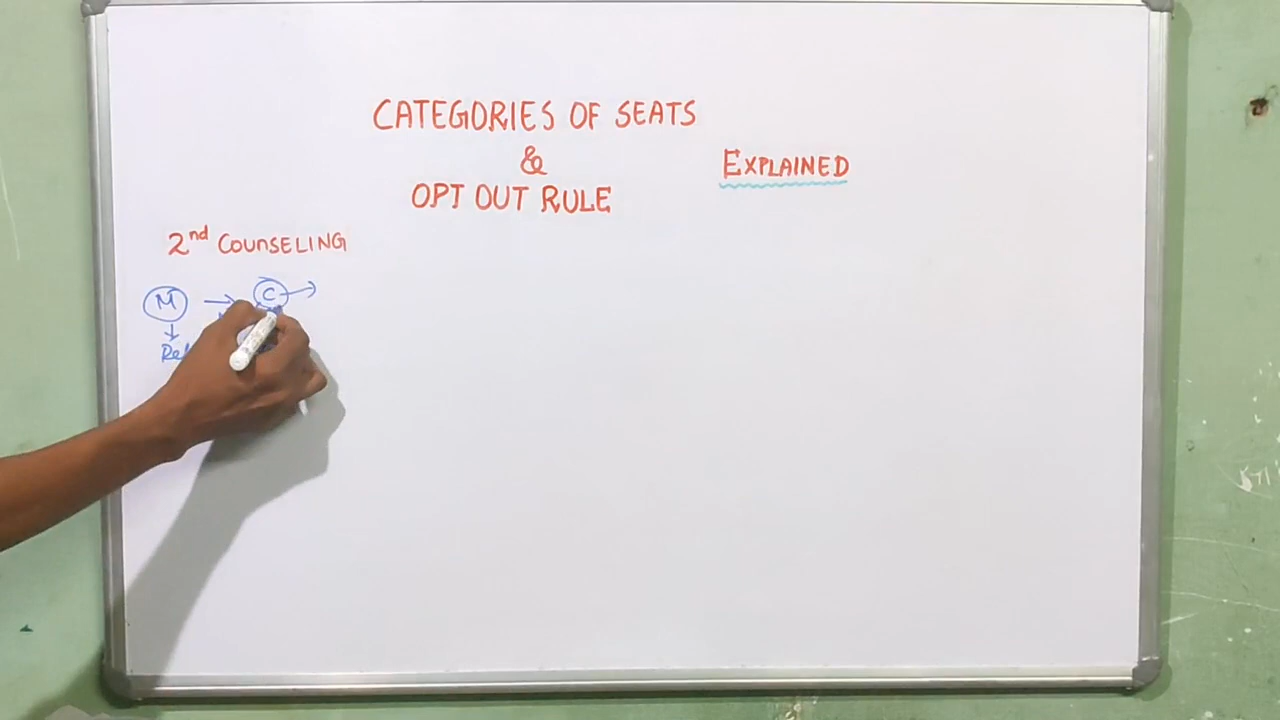 CATEGORIES OF SEATS
&
OPT OUT RULE
EXPLAINED
2nd COUNSELING
M → C →
↓